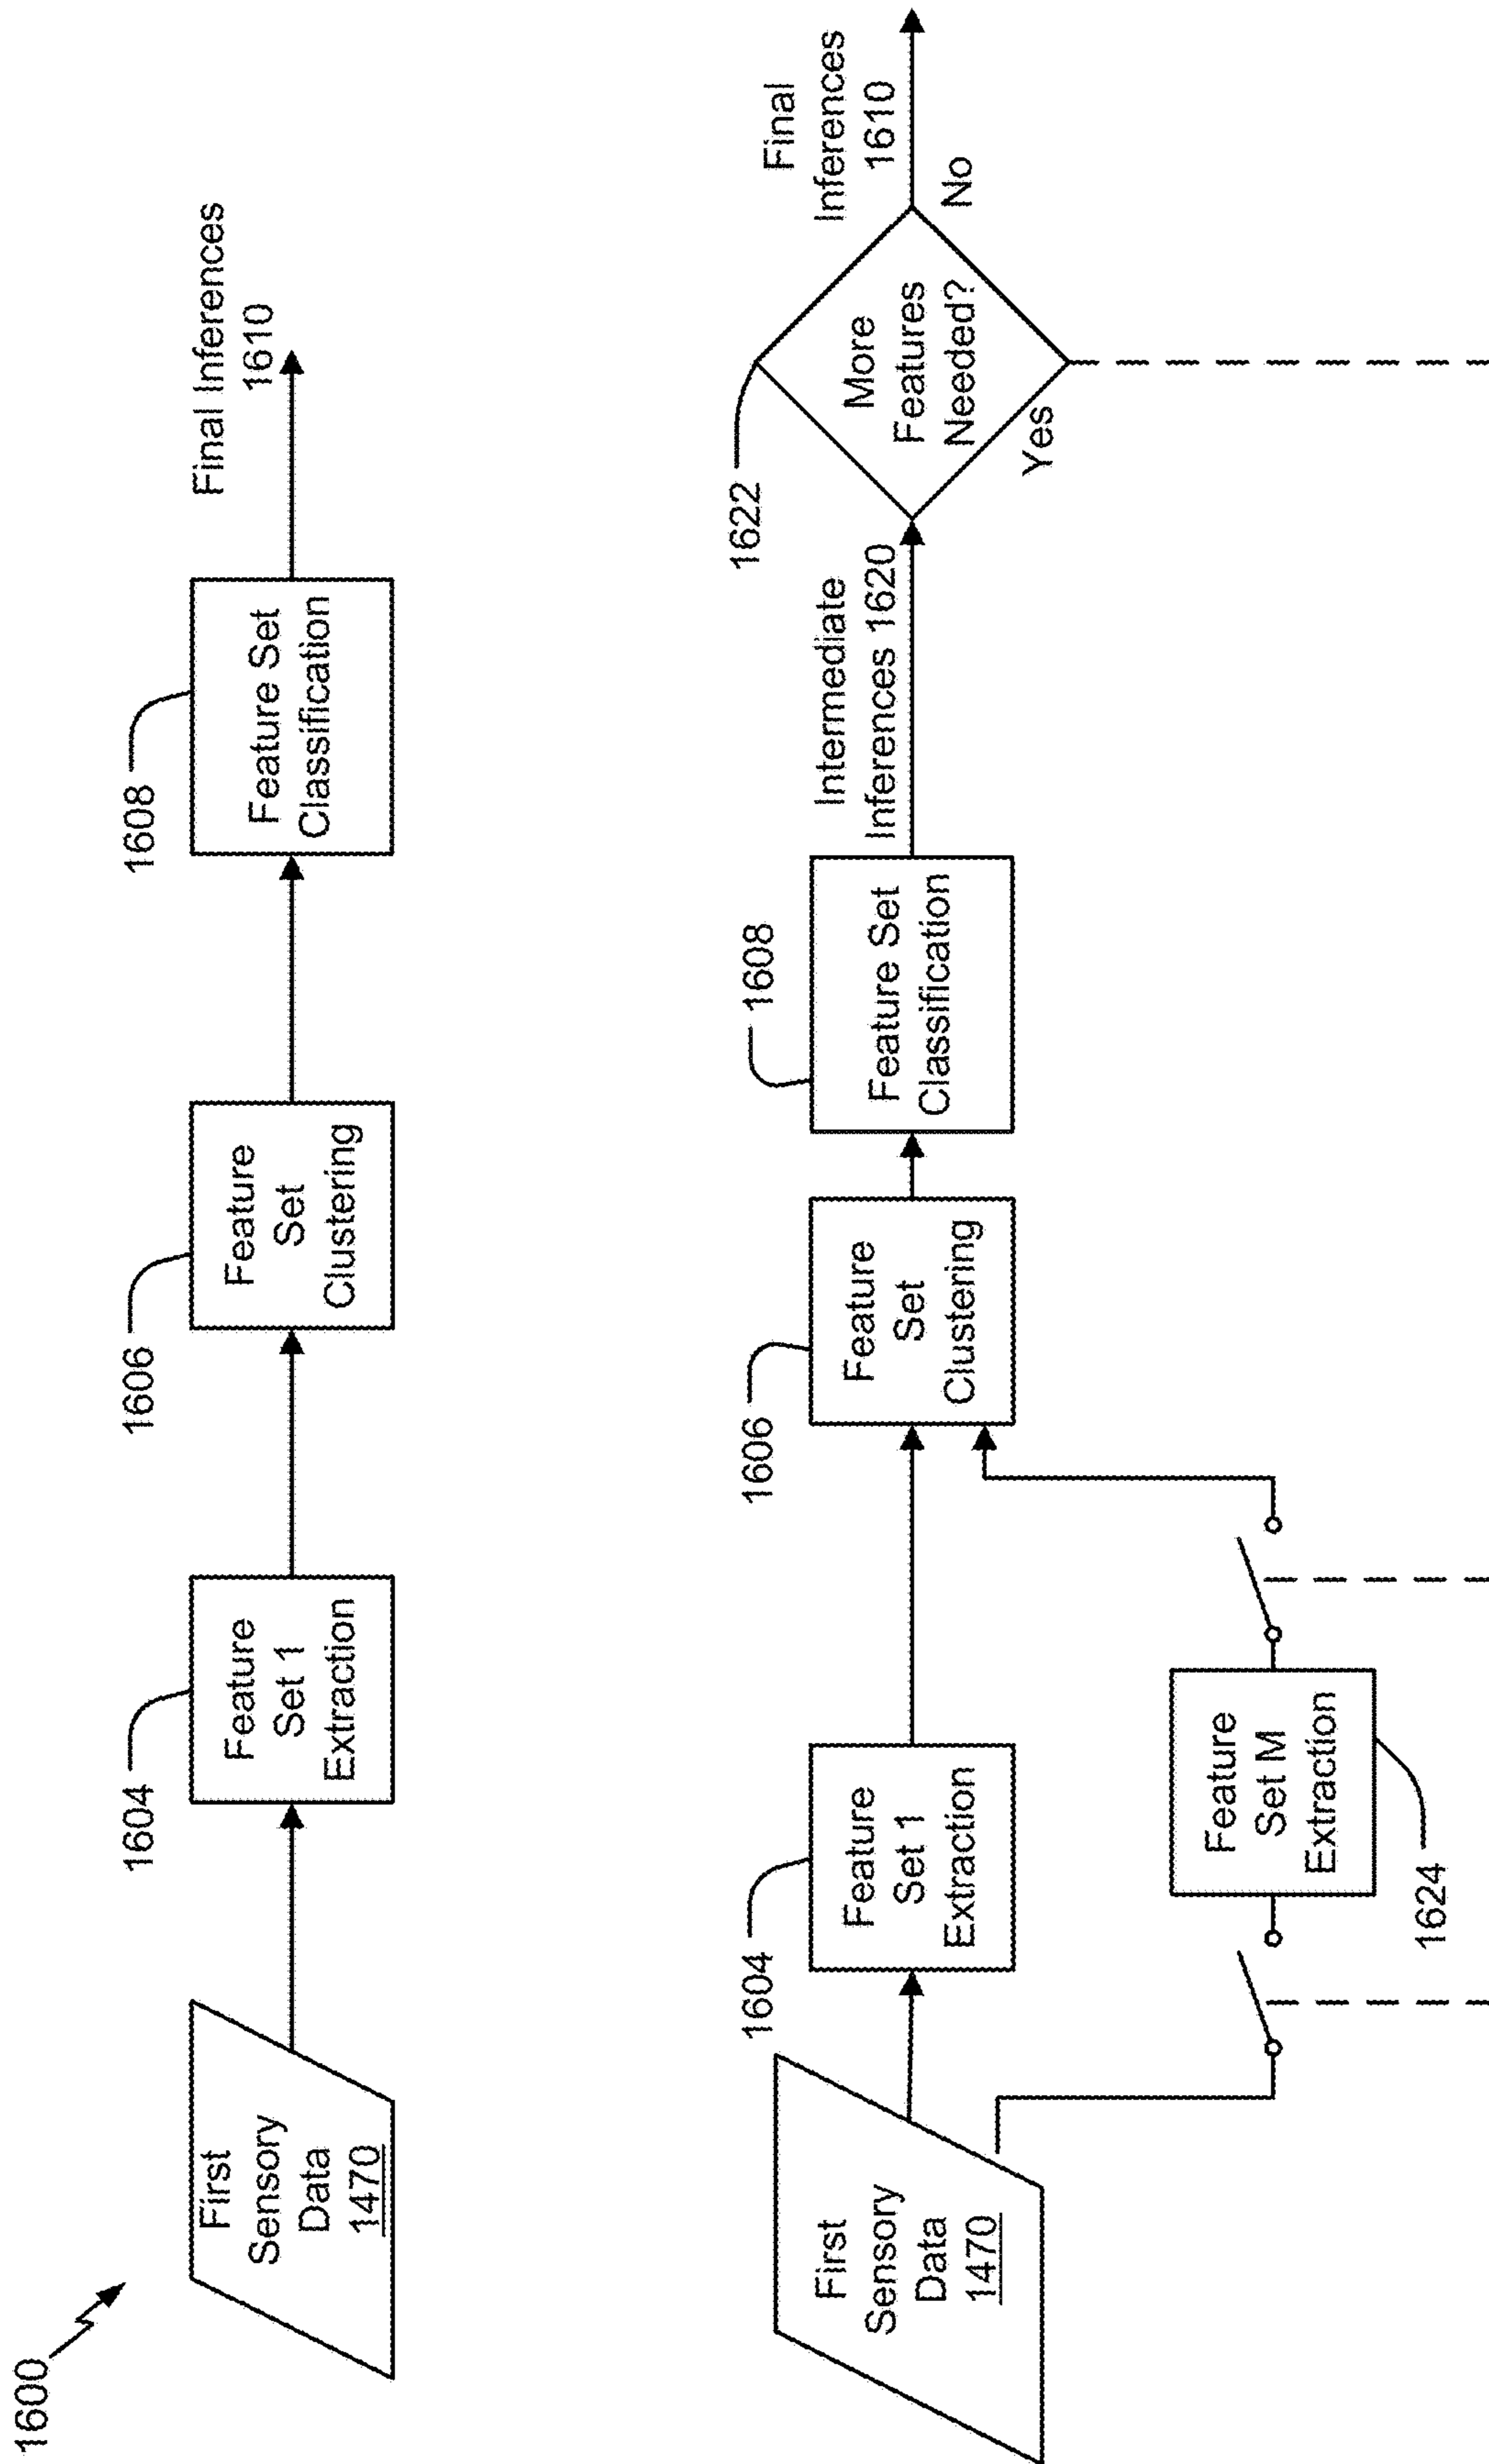 1600
First
Sensory
Data
1470
1604
Feature
Set 1
Extraction
1606
Feature
Set
Clustering
1608
Feature Set
Classification
Final Inferences
1610
First
Sensory
Data
1470
1604
Feature
Set 1
Extraction
1606
Feature
Set
Clustering
1608
Feature Set
Classification
Intermediate
Inferences 1620
1622
More
Features
Needed?
Yes
No
Final
Inferences
1610
Feature
Set M
Extraction
1624